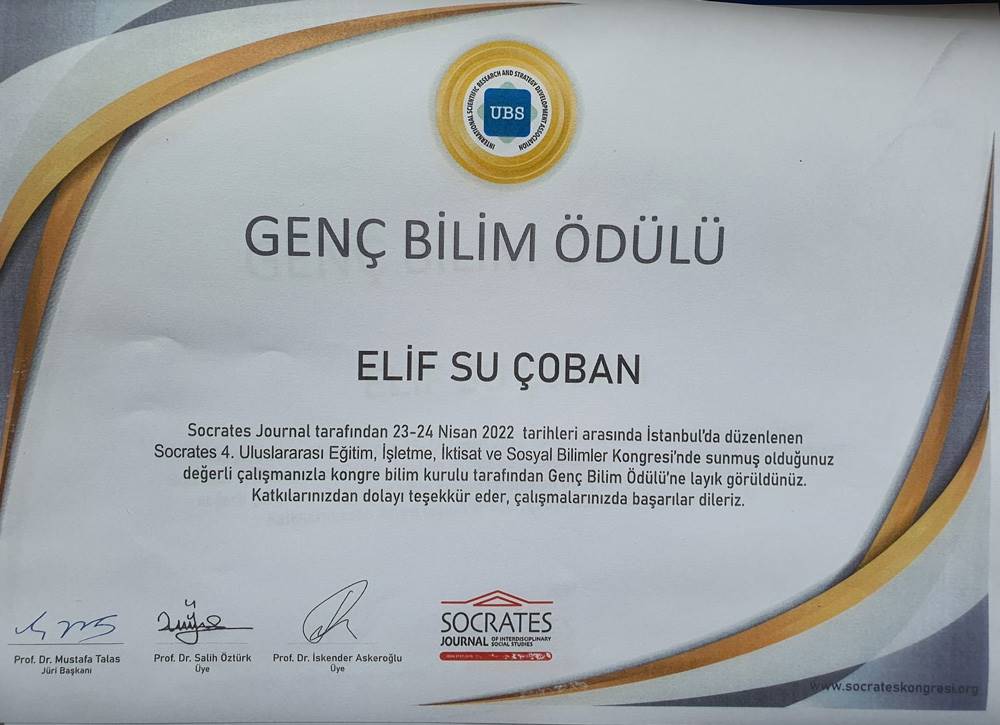 INTERNATIONAL SCIENTIFIC RESEARCH AND STRATEGY DEVELOPMENT ASSOCIATION
UBS
GENÇ BİLİM ÖDÜLÜ
ELİF SU ÇOBAN
Socrates Journal tarafından 23-24 Nisan 2022 tarihleri arasında İstanbul'da düzenlenen
Socrates 4. Uluslararası Eğitim, İşletme, İktisat ve Sosyal Bilimler Kongresi'nde sunmuş olduğunuz
değerli çalışmanızla kongre bilim kurulu tarafından Genç Bilim Ödülü'ne layık görüldünüz.
Katkılarınızdan dolayı teşekkür eder, çalışmalarınızda başarılar dileriz.
Prof. Dr. Mustafa Talas
Jüri Başkanı
Prof. Dr. Salih Öztürk
Üye
Prof. Dr. İskender Askeroğlu
Üye
SOCRATES
JOURNAL OF INTERDISCIPLINARY
SOCIAL STUDIES
www.socrateskongresi.org